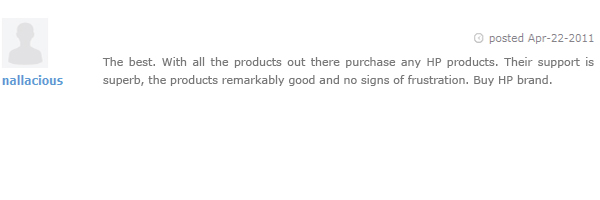 posted Apr-22-2011
The best. With all the products out there purchase any HP products. Their support is
superb, the products remarkably good and no signs of frustration. Buy HP brand.
nallacious